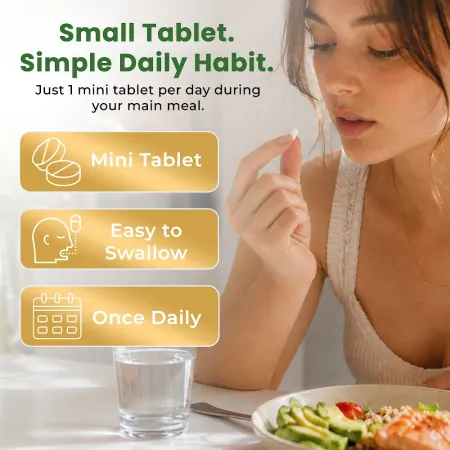 Small Tablet.
Simple Daily Habit.
Just 1 mini tablet per day during
your main meal.
Mini Tablet
Easy to
Swallow
Once Daily